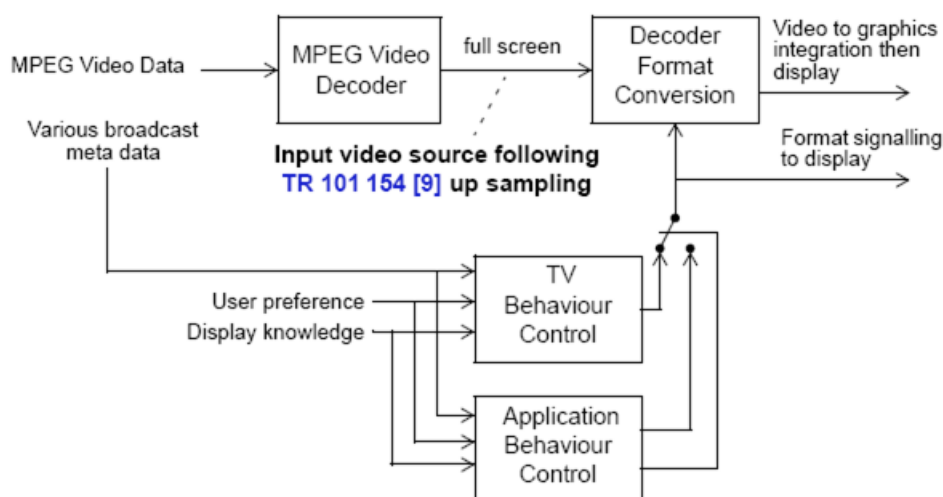 MPEG Video Data
MPEG Video
Decoder
full screen
Decoder
Format
Conversion
Video to graphics
integration then
display
Various broadcast
meta data
Input video source following
TR 101 154 [9] up sampling
Format signalling
to display
User preference
Display knowledge
TV
Behaviour
Control
Application
Behaviour
Control